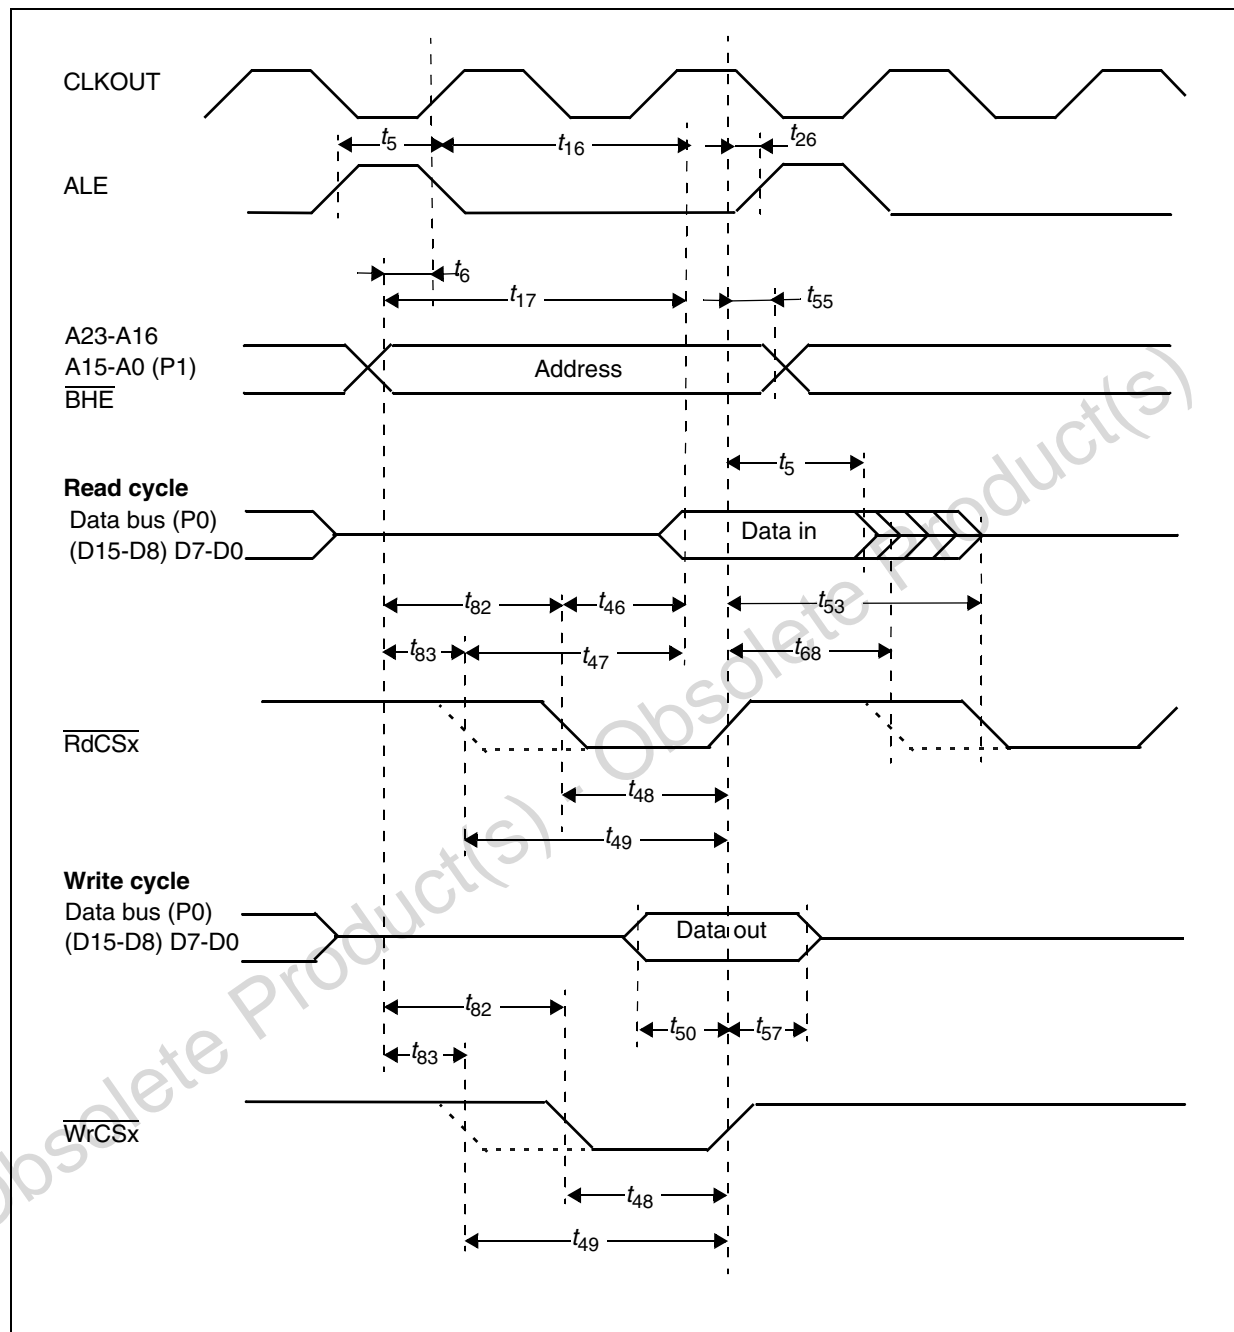 CLKOUT
t5
t16
t26
ALE
t6
t17
t55
A23-A16
A15-A0 (P1)
BHE
Address
t5
Read cycle
Data bus (P0)
(D15-D8) D7-D0
Data in
t82
t46
t53
t83
t47
t68
RdCSx
t48
t49
Write cycle
Data bus (P0)
(D15-D8) D7-D0
Data out
t82
t50
t57
t83
WrCSx
t48
t49
Obsolete Product(s) - Obsolete Product(s)